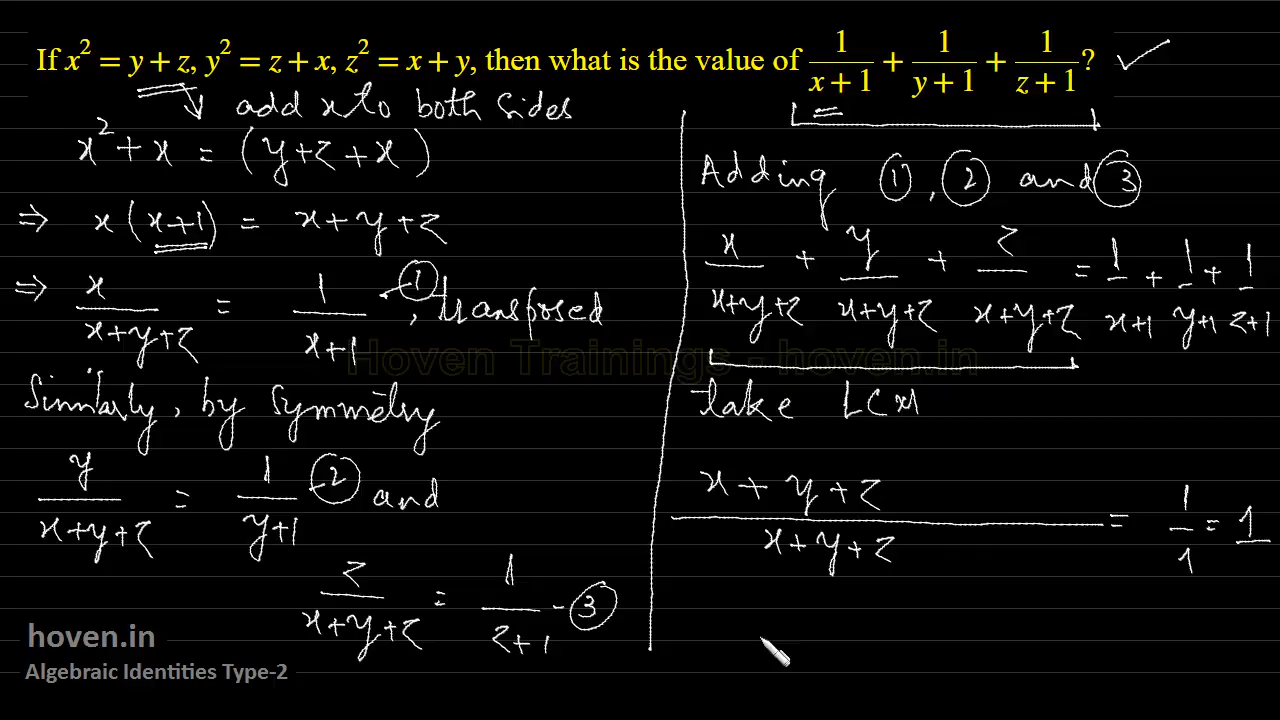 If x² = y + z, y² = z + x, z² = x + y, then what is the value of 1/(x+1) + 1/(y+1) + 1/(z+1)?
add x to both sides
x² + x = (y+z+x)
⇒ x(x+1) = x+y+z
⇒ x/(x+y+z) = 1/(x+1) - ①, transposed
Similarly, by Symmetry
y/(x+y+z) = 1/(y+1) - ② and
z/(x+y+z) = 1/(z+1) - ③
=
Adding ①, ② and ③
x/(x+y+z) + y/(x+y+z) + z/(x+y+z) = 1/(x+1) + 1/(y+1) + 1/(z+1)
take LCM
(x+y+z)/(x+y+z) = 1/1 = 1
Hoven Trainings - hoven.in
hoven.in
Algebraic Identities Type-2